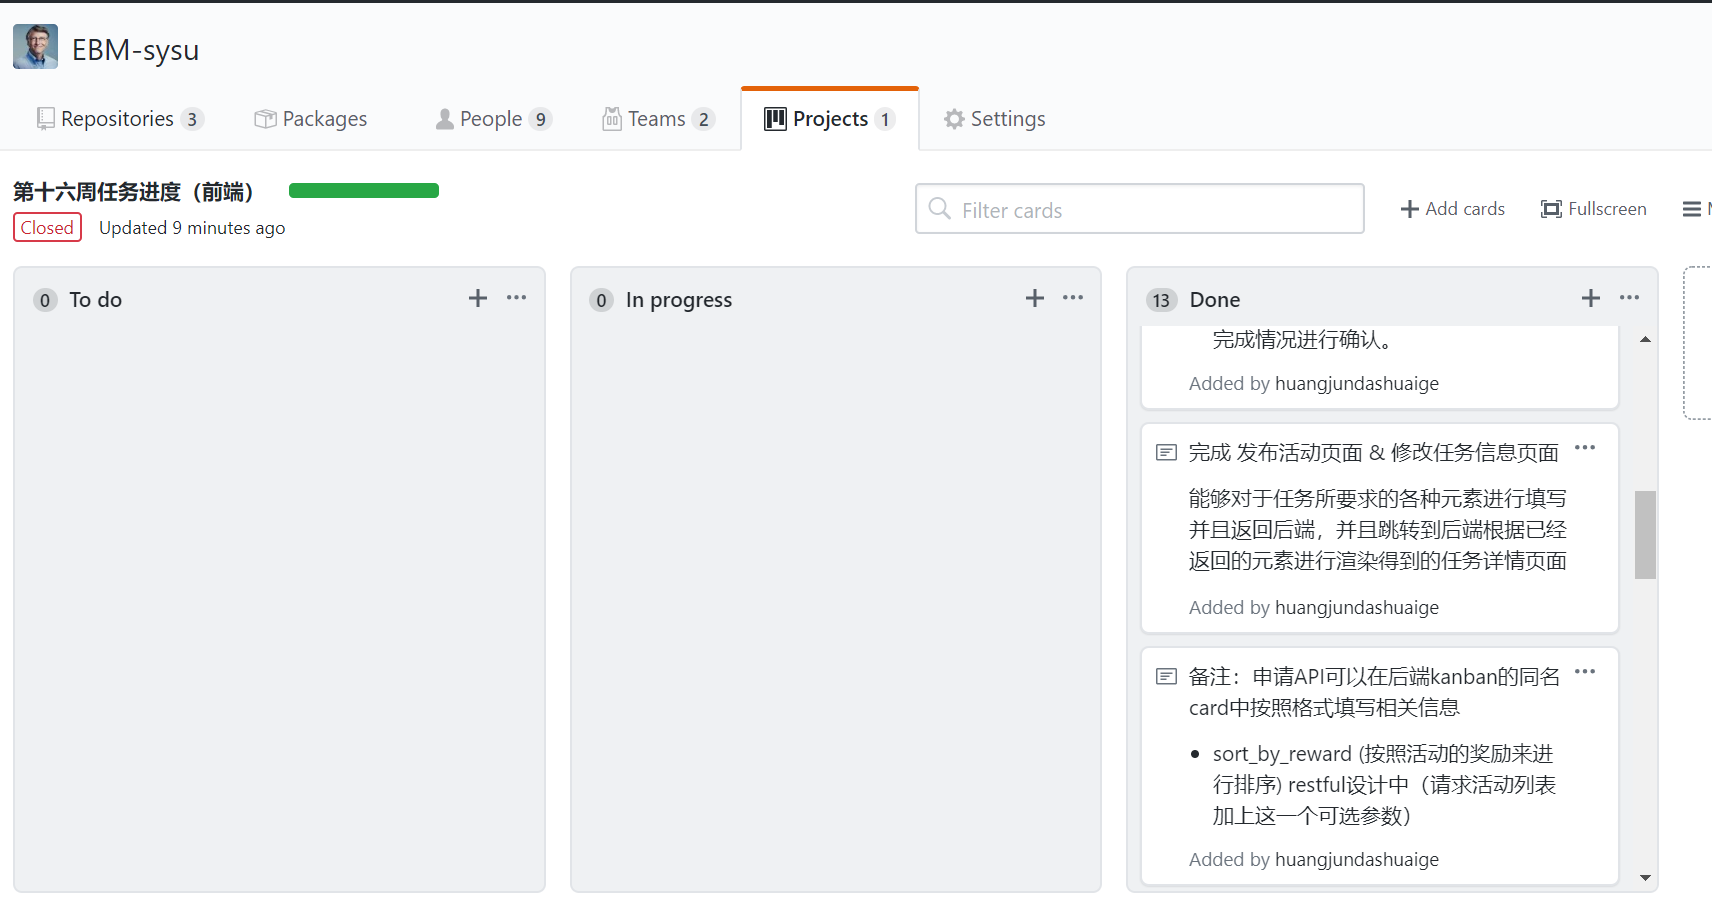 EBM-sysu
Repositories 3
Packages
People 9
Teams 2
Projects 1
Settings
第十六周任务进度（前端）
Closed
Updated 9 minutes ago
Filter cards
Add cards
Fullscreen
0 To do
0 In progress
13 Done
完成情况进行确认。
Added by huangjundashuaige
完成 发布活动页面 & 修改任务信息页面
能够对于任务所要求的各种元素进行填写
并且返回后端，并且跳转到后端根据已经
返回的元素进行渲染得到的任务详情页面
Added by huangjundashuaige
备注：申请API可以在后端kanban的同名
card中按照格式填写相关信息
sort_by_reward (按照活动的奖励来进
行排序) restful设计中（请求活动列表
加上这一个可选参数）
Added by huangjundashuaige